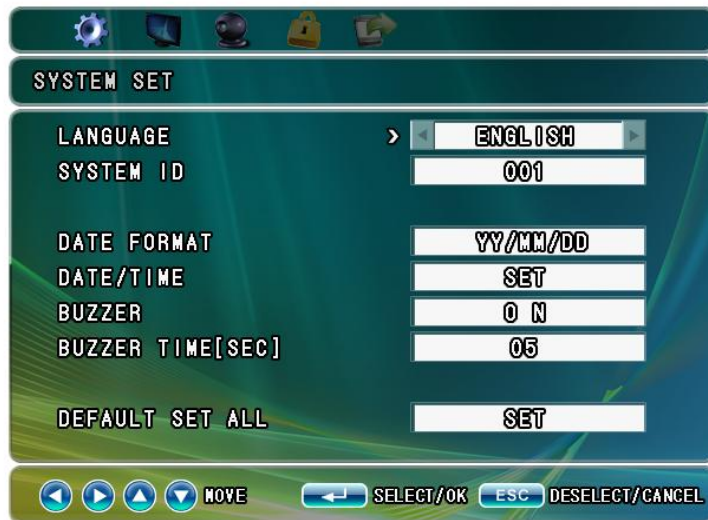 SYSTEM SET
LANGUAGE > ENGLISH
SYSTEM ID 001
DATE FORMAT YY/MM/DD
DATE/TIME SET
BUZZER O N
BUZZER TIME[SEC] 05
DEFAULT SET ALL SET
MOVE SELECT/OK ESC DESELECT/CANCEL